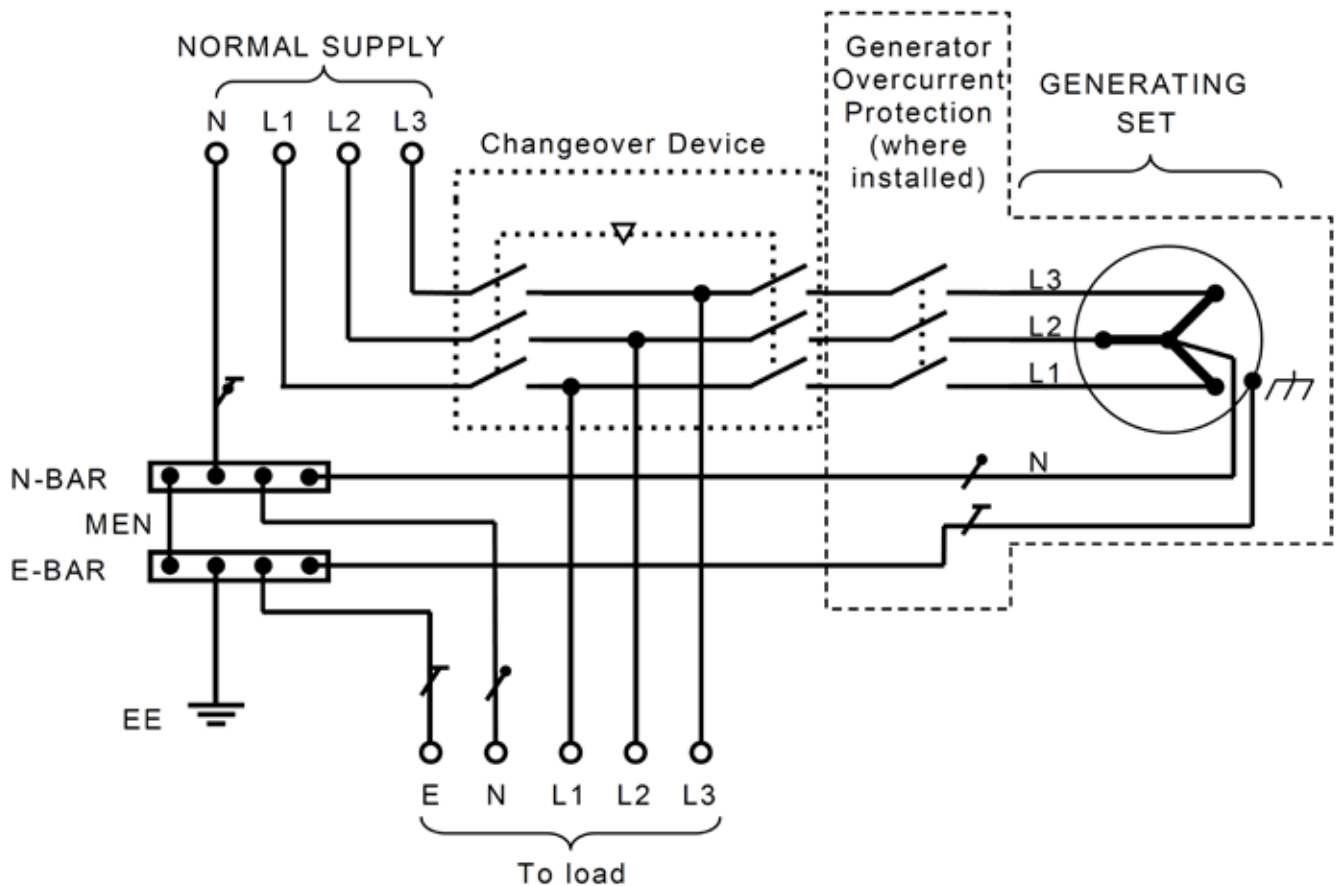 NORMAL SUPPLY
N L1 L2 L3
Changeover Device
Generator
Overcurrent
Protection
(where
installed)
GENERATING
SET
L3
L2
L1
N
N-BAR
MEN
E-BAR
EE
E N L1 L2 L3
To load